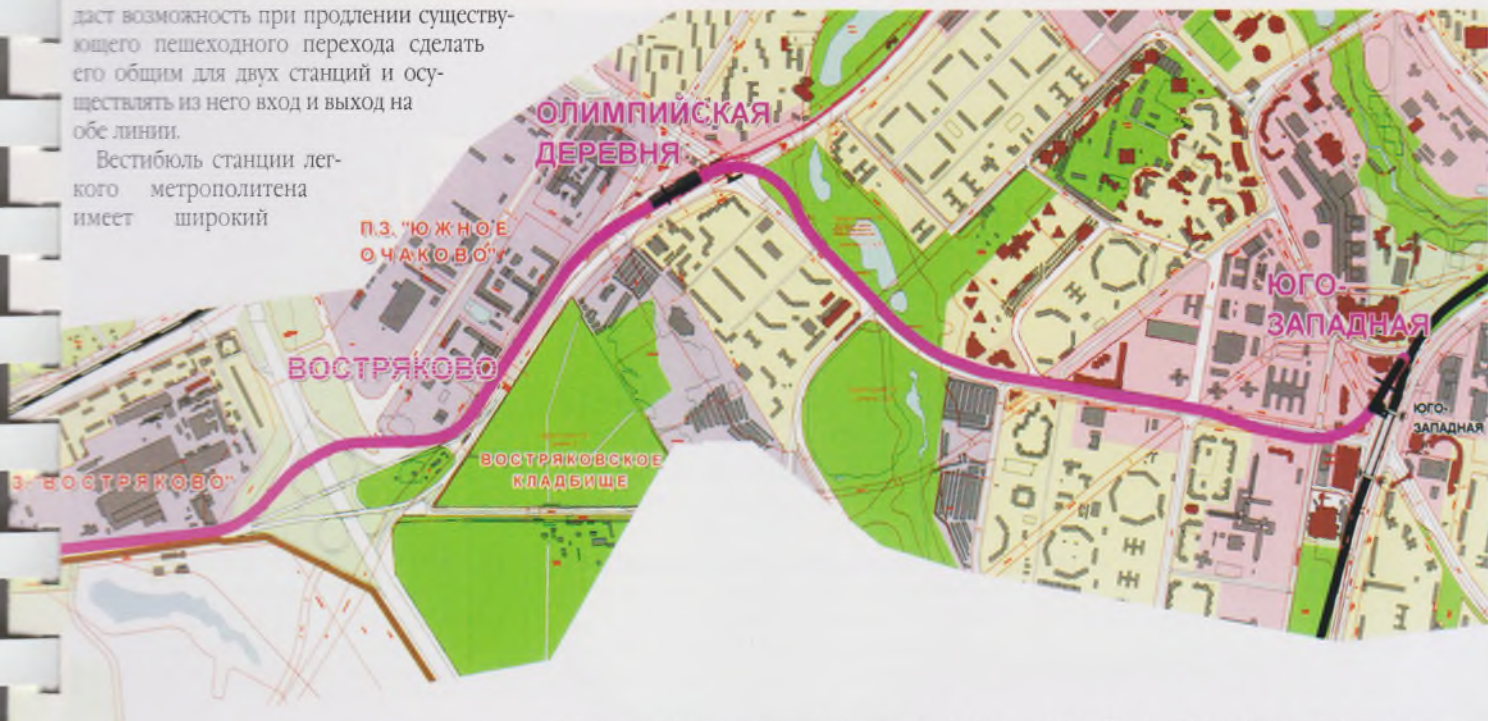 даст возможность при продлении существу-
ющего пешеходного перехода сделать
его общим для двух станций и осу-
ществлять из него вход и выход на
обе линии.
Вестибюль станции лег-
кого метрополитена
имеет широкий
ОЛИМПИЙСКАЯ
ДЕРЕВНЯ
П.З. "ЮЖНОЕ
ОЧАКОВО"
ВОСТРЯКОВО
ЮГО-
ЗАПАДНАЯ
ЮГО-
ЗАПАДНАЯ
ВОСТРЯКОВСКОЕ
КЛАДБИЩЕ
З. ВОСТРЯКОВО"